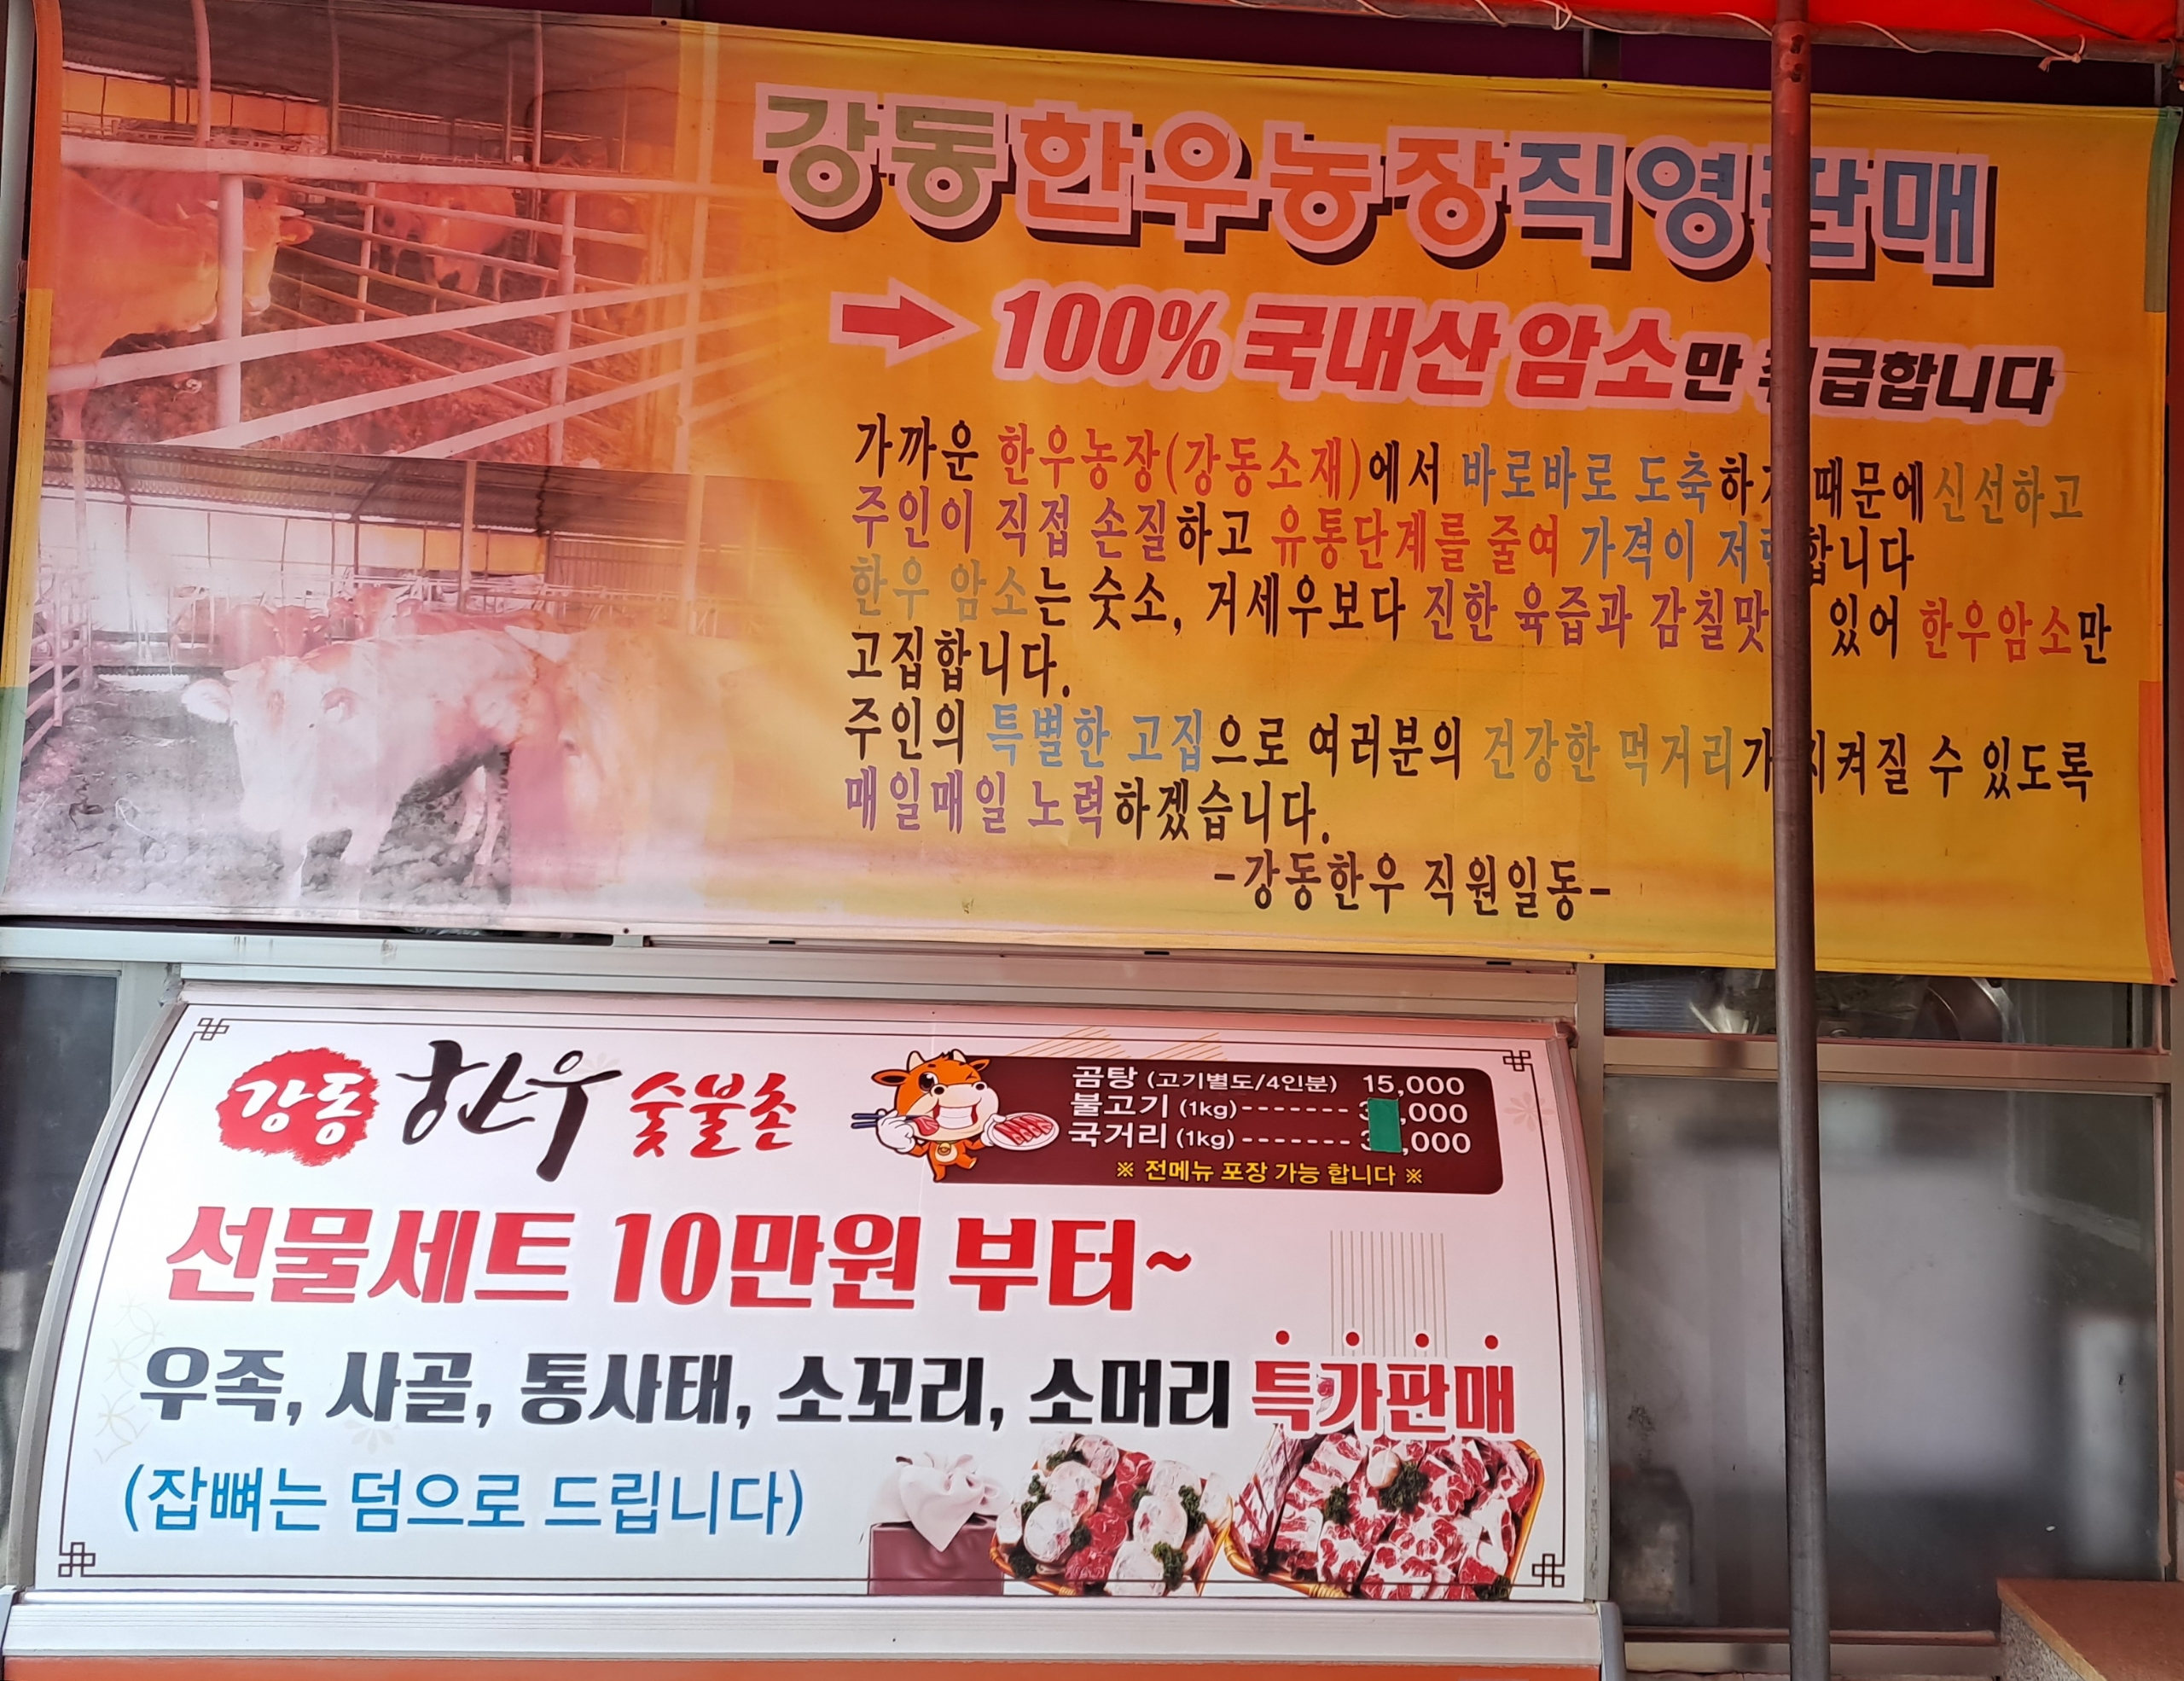 강동한우농장직영판매
100% 국내산 암소만 취급합니다
가까운 한우농장(강동소재)에서 바로바로 도축하기 때문에 신선하고
주인이 직접 손질하고 유통단계를 줄여 가격이 저렴합니다
한우 암소는 숫소, 거세우보다 진한 육즙과 감칠맛 있어 한우암소만
고집합니다.
주인의 특별한 고집으로 여러분의 건강한 먹거리가 지켜질 수 있도록
매일매일 노력하겠습니다.
-강동한우 직원일동-
강동 한우 숯불촌
곰탕 (고기별도/4인분) 15,000
불고기 (1kg)-------
국거리 (1kg)-------
※ 전메뉴 포장 가능 합니다 ※
선물세트 10만원 부터~
우족, 사골, 통사태, 소꼬리, 소머리 특가판매
(잡뼈는 덤으로 드립니다)